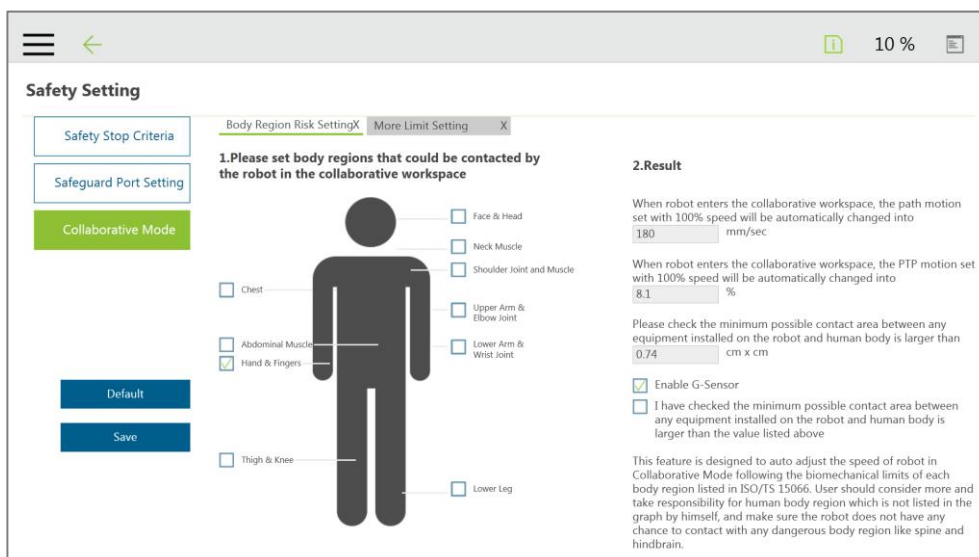 10 %
Safety Setting
Safety Stop Criteria
Safeguard Port Setting
Collaborative Mode
Default
Save
Body Region Risk SettingX
More Limit Setting X
1.Please set body regions that could be contacted by
the robot in the collaborative workspace
Face & Head
Neck Muscle
Shoulder Joint and Muscle
Chest
Upper Arm &
Elbow Joint
Abdominal Muscle
Lower Arm &
Wrist Joint
Hand & Fingers
Thigh & Knee
Lower Leg
2.Result
When robot enters the collaborative workspace, the path motion
set with 100% speed will be automatically changed into
180 mm/sec
When robot enters the collaborative workspace, the PTP motion set
with 100% speed will be automatically changed into
8.1 %
Please check the minimum possible contact area between any
equipment installed on the robot and human body is larger than
0.74 cm x cm
Enable G-Sensor
I have checked the minimum possible contact area between
any equipment installed on the robot and human body is
larger than the value listed above
This feature is designed to auto adjust the speed of robot in
Collaborative Mode following the biomechanical limits of each
body region listed in ISO/TS 15066. User should consider more and
take responsibility for human body region which is not listed in the
graph by himself, and make sure the robot does not have any
chance to contact with any dangerous body region like spine and
hindbrain.